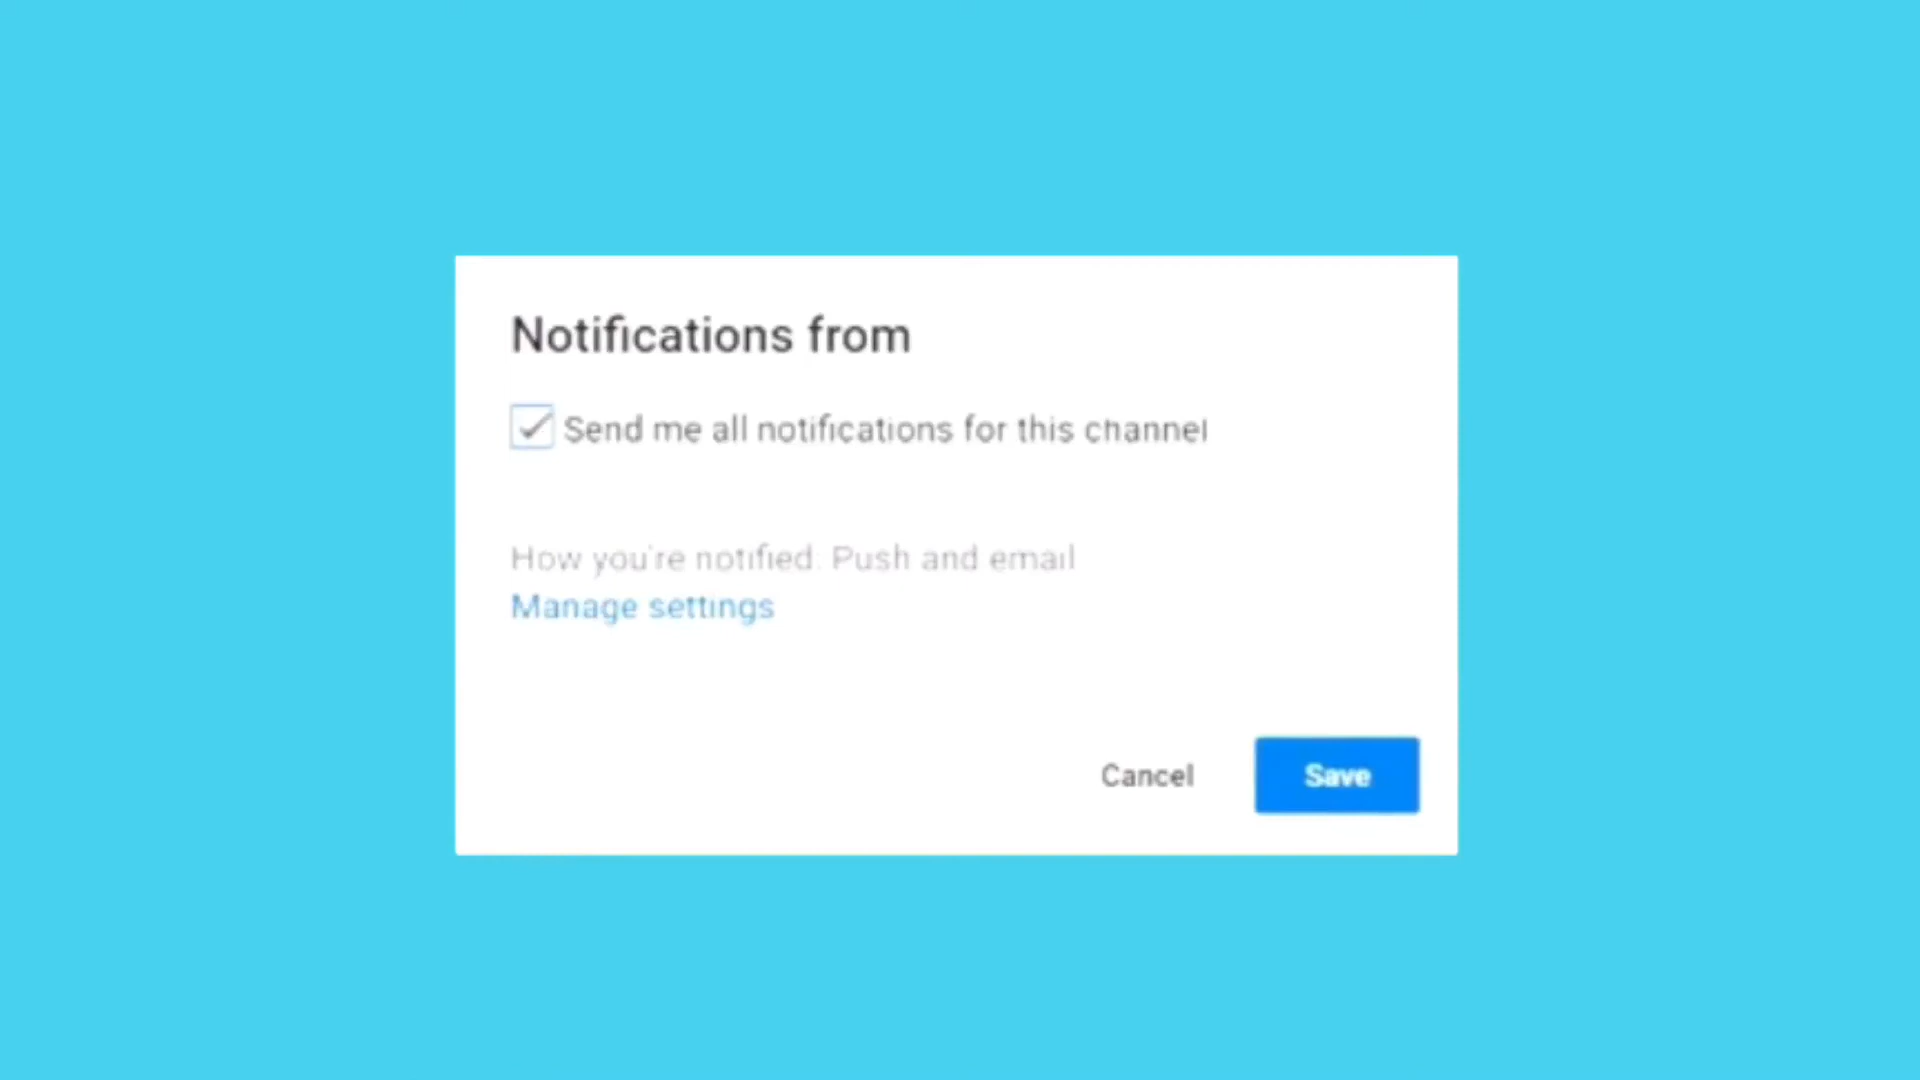 Notifications from
Send me all notifications for this channel
How you're notified: Push and email
Manage settings
Cancel
Save